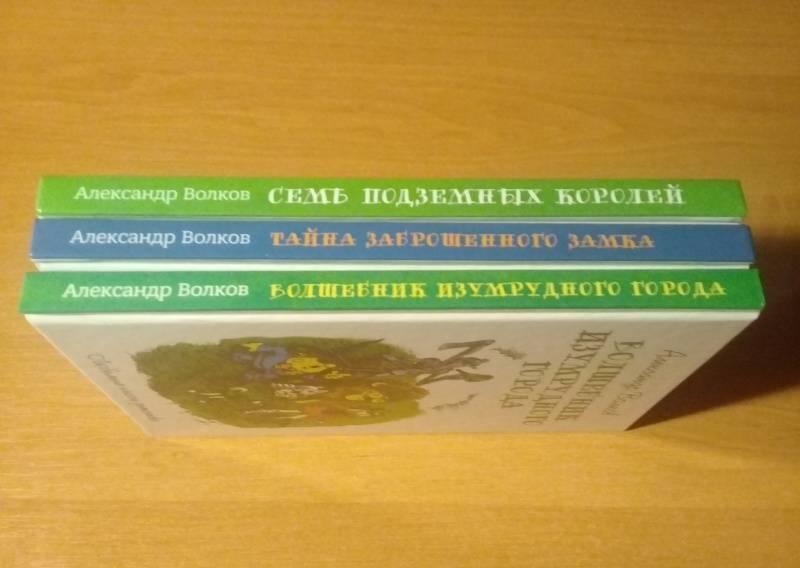 Александр Волков СЕМЬ ПОДЗЕМНЫХ КОРОЛЕЙ
Александр Волков ТАЙНА ЗАБРОШЕННОГО ЗАМКА
Александр Волков ВОЛШЕБНИК ИЗУМРУДНОГО ГОРОДА
Александр Волков
ВОЛШЕБНИК
ИЗУМРУДНОГО
ГОРОДА